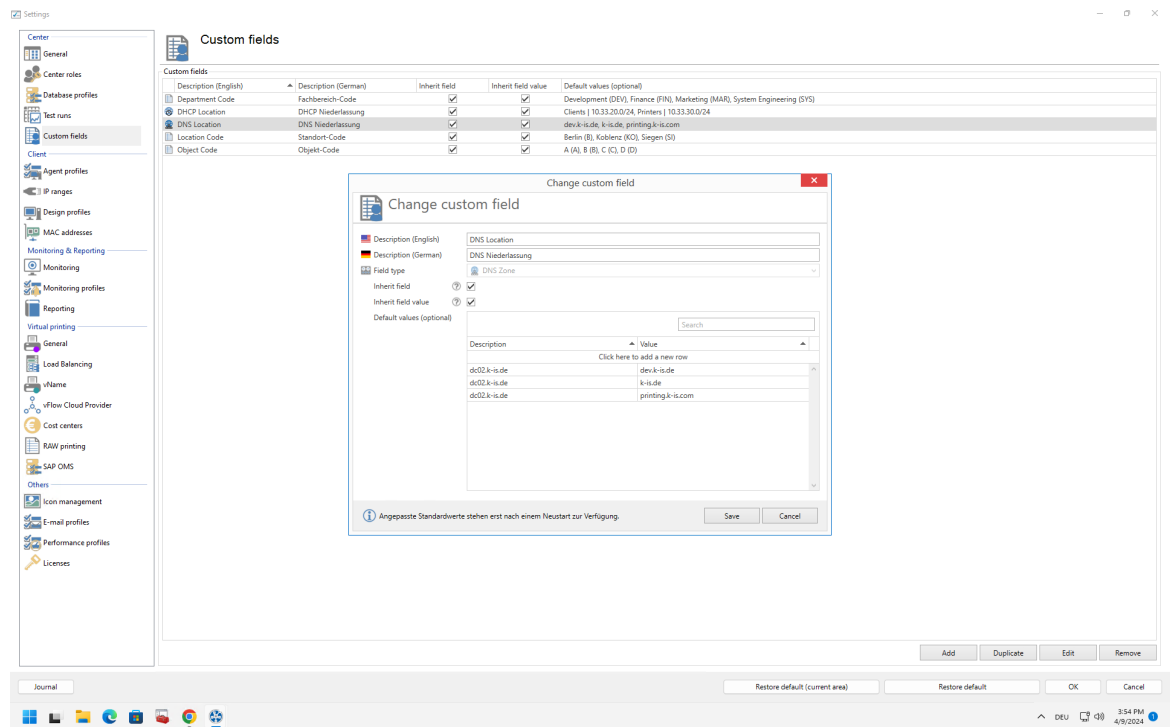 Settings
Center
General
Center roles
Database profiles
Test runs
Custom fields
Client
Agent profiles
IP ranges
Design profiles
MAC addresses
Monitoring & Reporting
Monitoring
Monitoring profiles
Reporting
Virtual printing
General
Load Balancing
vName
vFlow Cloud Provider
Cost centers
RAW printing
SAP OMS
Others
Icon management
E-mail profiles
Performance profiles
Licenses
Custom fields
Custom fields
Description (English) Description (German) Inherit field Inherit field value Default values (optional)
Department Code Fachbereich-Code Development (DEV), Finance (FIN), Marketing (MAR), System Engineering (SYS)
DHCP Location DHCP Niederlassung Clients | 10.33.20.0/24, Printers | 10.33.30.0/24
DNS Location DNS Niederlassung dev.k-is.de, k-is.de, printing.k-is.com
Location Code Standort-Code Berlin (B), Koblenz (KO), Siegen (SI)
Object Code Objekt-Code A (A), B (B), C (C), D (D)
Change custom field
Change custom field
Description (English) DNS Location
Description (German) DNS Niederlassung
Field type DNS Zone
Inherit field
Inherit field value
Default values (optional)
Search
Description Value
Click here to add a new row
dc02.k-is.de dev.k-is.de
dc02.k-is.de k-is.de
dc02.k-is.de printing.k-is.com
Angepasste Standardwerte stehen erst nach einem Neustart zur Verfügung.
Save Cancel
Add Duplicate Edit Remove
Journal Restore default (current area) Restore default OK Cancel
DEU
3:54 PM
4/9/2024